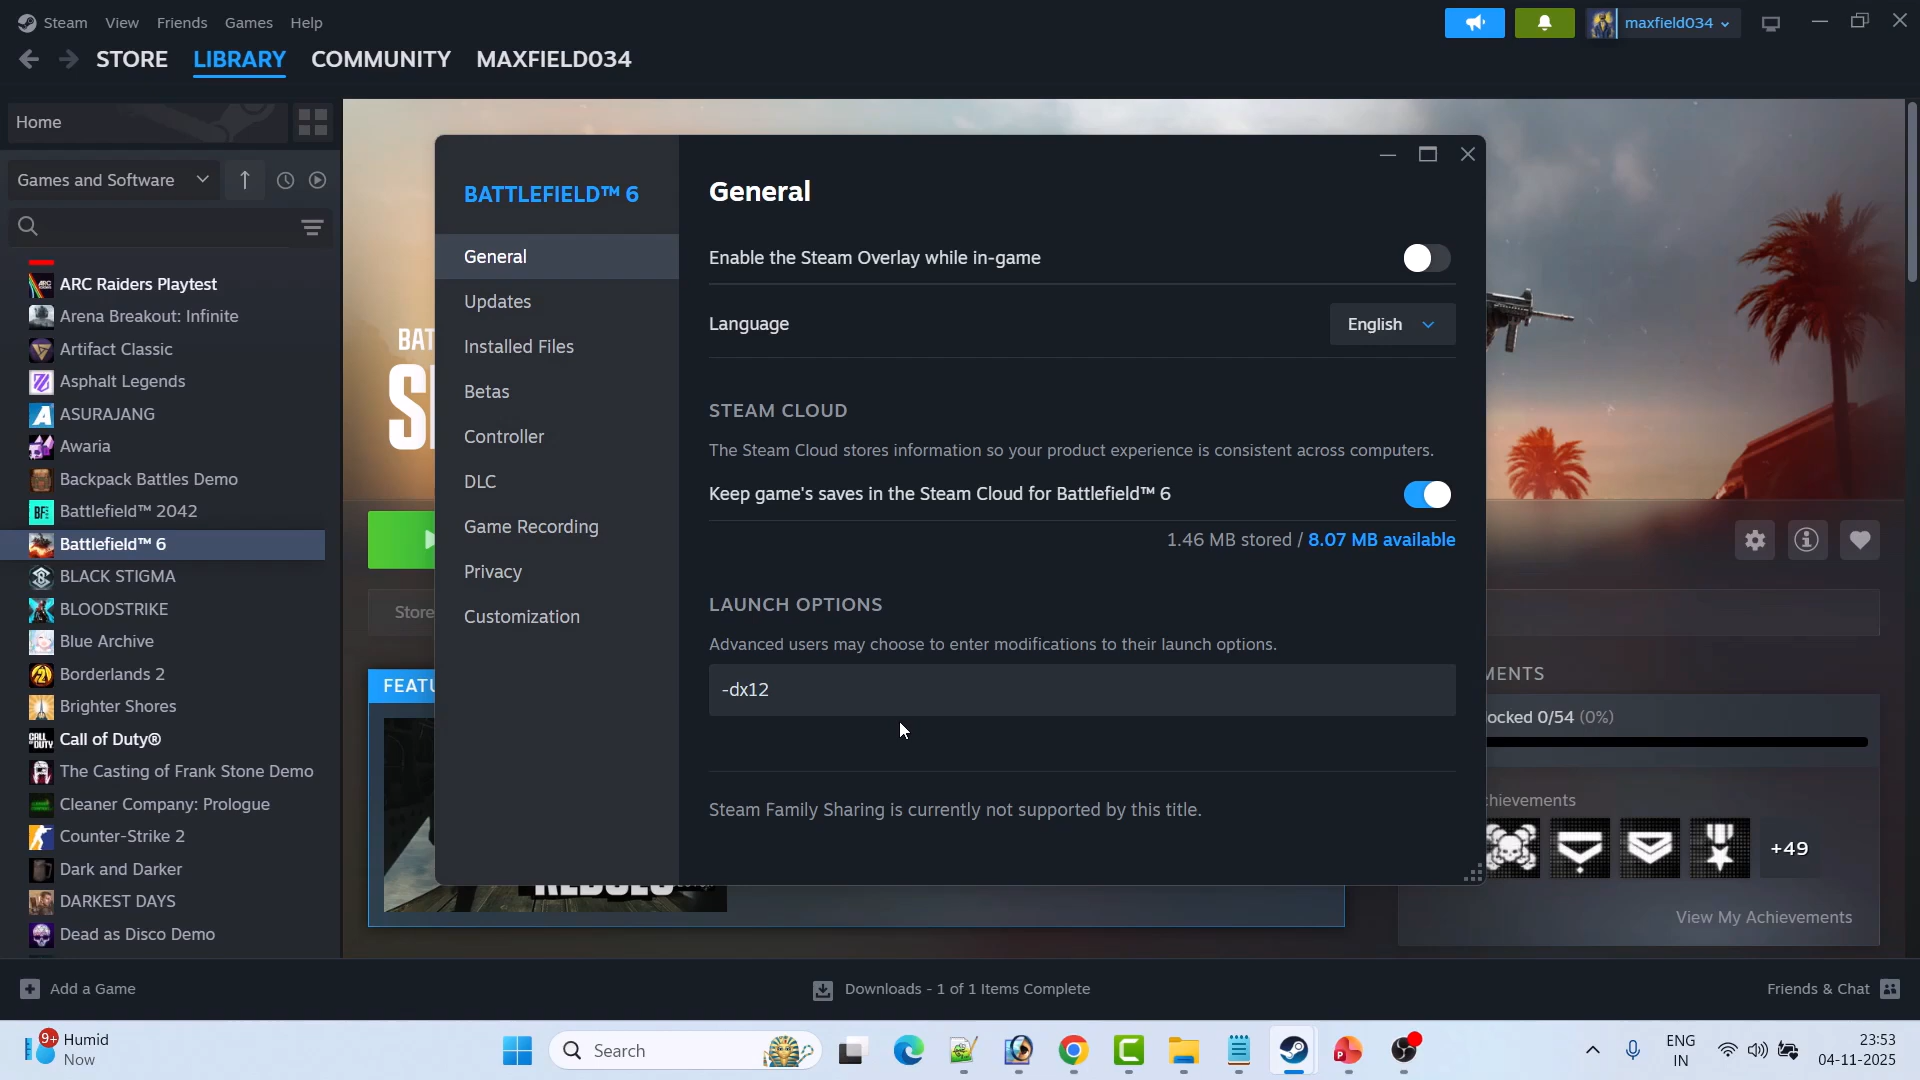 Steam View Friends Games Help
maxfield034
STORE LIBRARY COMMUNITY MAXFIELD034
Home
Games and Software
ARC Raiders Playtest
Arena Breakout: Infinite
Artifact Classic
Asphalt Legends
ASURAJANG
Awaria
Backpack Battles Demo
Battlefield™ 2042
Battlefield™ 6
BLACK STIGMA
BLOODSTRIKE
Blue Archive
Borderlands 2
Brighter Shores
Call of Duty®
The Casting of Frank Stone Demo
Cleaner Company: Prologue
Counter-Strike 2
Dark and Darker
DARKEST DAYS
Dead as Disco Demo
BATTLEFIELD™ 6
General
Updates
Installed Files
Betas
Controller
DLC
Game Recording
Privacy
Customization
General
Enable the Steam Overlay while in-game
Language English
STEAM CLOUD
The Steam Cloud stores information so your product experience is consistent across computers.
Keep game's saves in the Steam Cloud for Battlefield™ 6
1.46 MB stored / 8.07 MB available
LAUNCH OPTIONS
Advanced users may choose to enter modifications to their launch options.
-dx12
Steam Family Sharing is currently not supported by this title.
BAT
S
Store
FEATU
MENTS
ocked 0/54 (0%)
chievements
+49
View My Achievements
Add a Game
Downloads - 1 of 1 Items Complete
Friends & Chat
9+
Humid
Now
Search
ENG
IN
23:53
04-11-2025